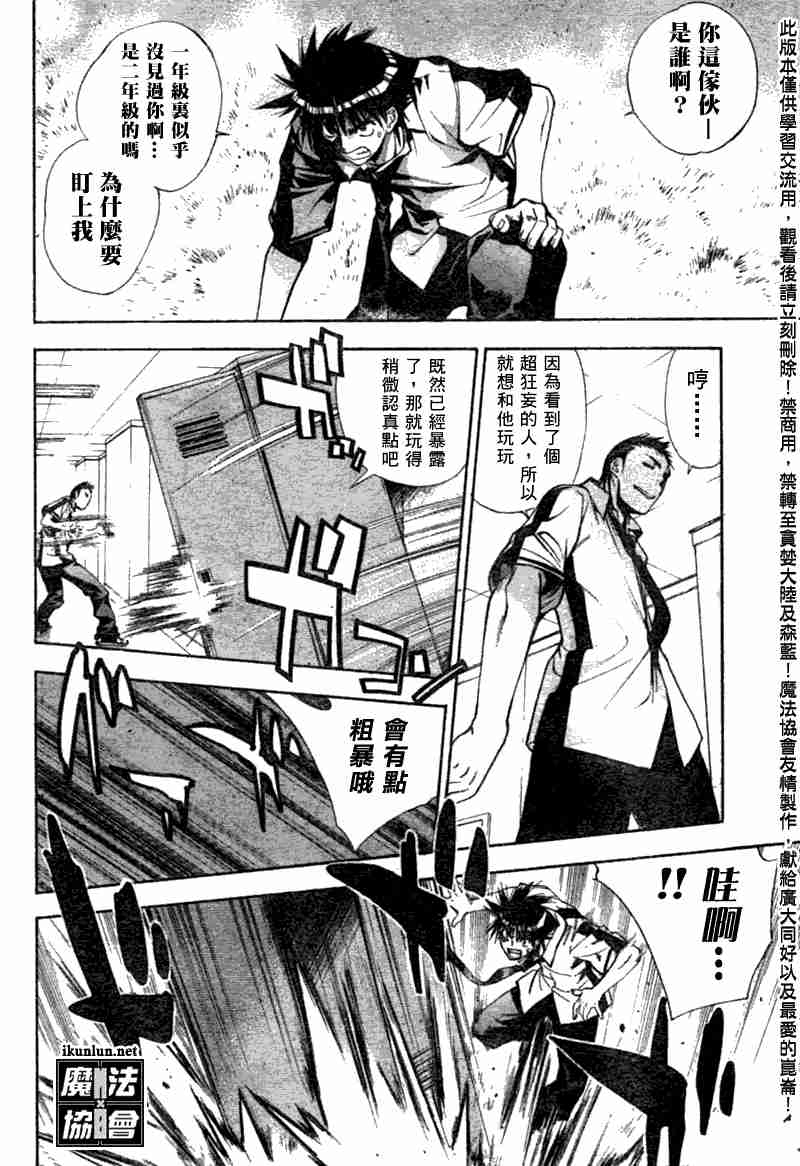 你這傢伙—
是誰啊？
一年級裏似乎
沒見過你啊…
是二年級的嗎
為什麼要
盯上我
哼……
因為看到了個
超狂妄的人，所以
就想和他玩玩
既然已經暴露
了，那就玩得
稍微認真點吧
ガガガン
會有點
粗暴哦
哇啊…
!!
此版本僅供學習交流用，觀看後請立刻刪除！禁商用，禁轉至貪婪大陸及森藍！魔法協會友情製作，獻給廣大同好以及最愛的崑崙！
ikunlun.net
魔法
協會